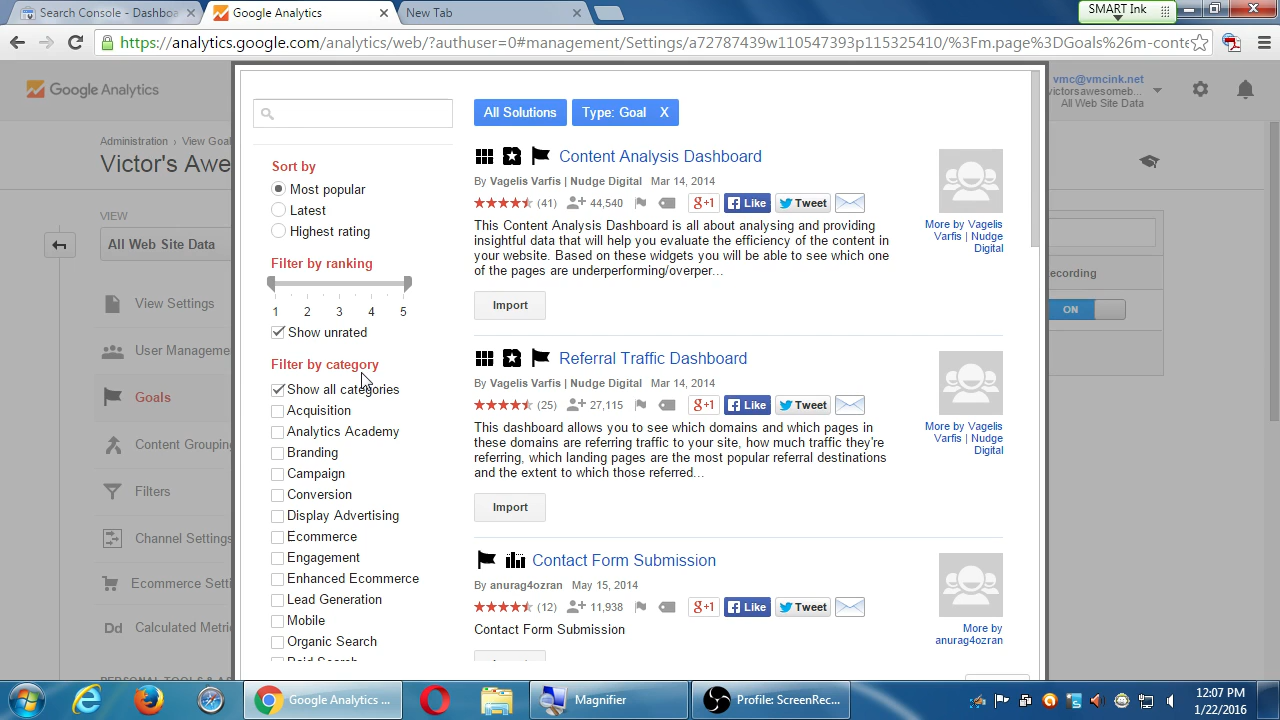 Search Console - Dashboa
Google Analytics
New Tab
SMART Ink
https://analytics.google.com/analytics/web/?authuser=0#management/Settings/a72787439w110547393p115325410/%3Fm.page%3DGoals%26m-conte
Google Analytics
vmc@vmcink.net
victorsawesomeb...
All Web Site Data
Administration › View Goal
Victor's Awe
VIEW
All Web Site Data
View Settings
User Manageme
Goals
Content Grouping
Filters
Channel Settings
Ecommerce Setti
Dd Calculated Metric
PERSONAL TOOLS & A
ecording
ON
Sort by
Most popular
Latest
Highest rating
Filter by ranking
1 2 3 4 5
Show unrated
Filter by category
Show all categories
Acquisition
Analytics Academy
Branding
Campaign
Conversion
Display Advertising
Ecommerce
Engagement
Enhanced Ecommerce
Lead Generation
Mobile
Organic Search
Paid Search
All Solutions
Type: Goal X
Content Analysis Dashboard
By Vagelis Varfis | Nudge Digital Mar 14, 2014
(41) 44,540 g+1 Like Tweet
This Content Analysis Dashboard is all about analysing and providing
insightful data that will help you evaluate the efficiency of the content in
your website. Based on these widgets you will be able to see which one
of the pages are underperforming/overper...
Import
More by Vagelis
Varfis | Nudge
Digital
Referral Traffic Dashboard
By Vagelis Varfis | Nudge Digital Mar 14, 2014
(25) 27,115 g+1 Like Tweet
This dashboard allows you to see which domains and which pages in
these domains are referring traffic to your site, how much traffic they're
referring, which landing pages are the most popular referral destinations
and the extent to which those referred...
Import
More by Vagelis
Varfis | Nudge
Digital
Contact Form Submission
By anurag4ozran May 15, 2014
(12) 11,938 g+1 Like Tweet
Contact Form Submission
More by
anurag4ozran
Google Analytics ...
Magnifier
Profile: ScreenRec...
12:07 PM
1/22/2016